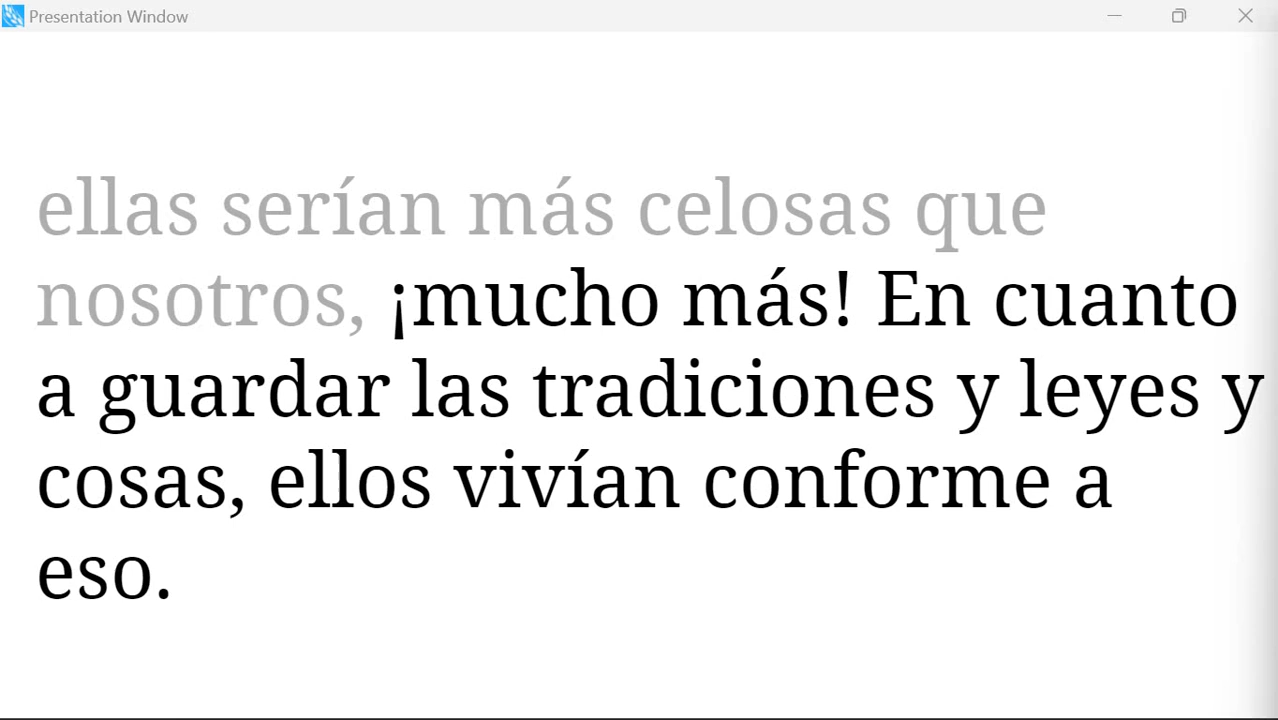 Presentation Window
ellas serían más celosas que
nosotros, ¡mucho más! En cuanto
a guardar las tradiciones y leyes y
cosas, ellos vivían conforme a
eso.